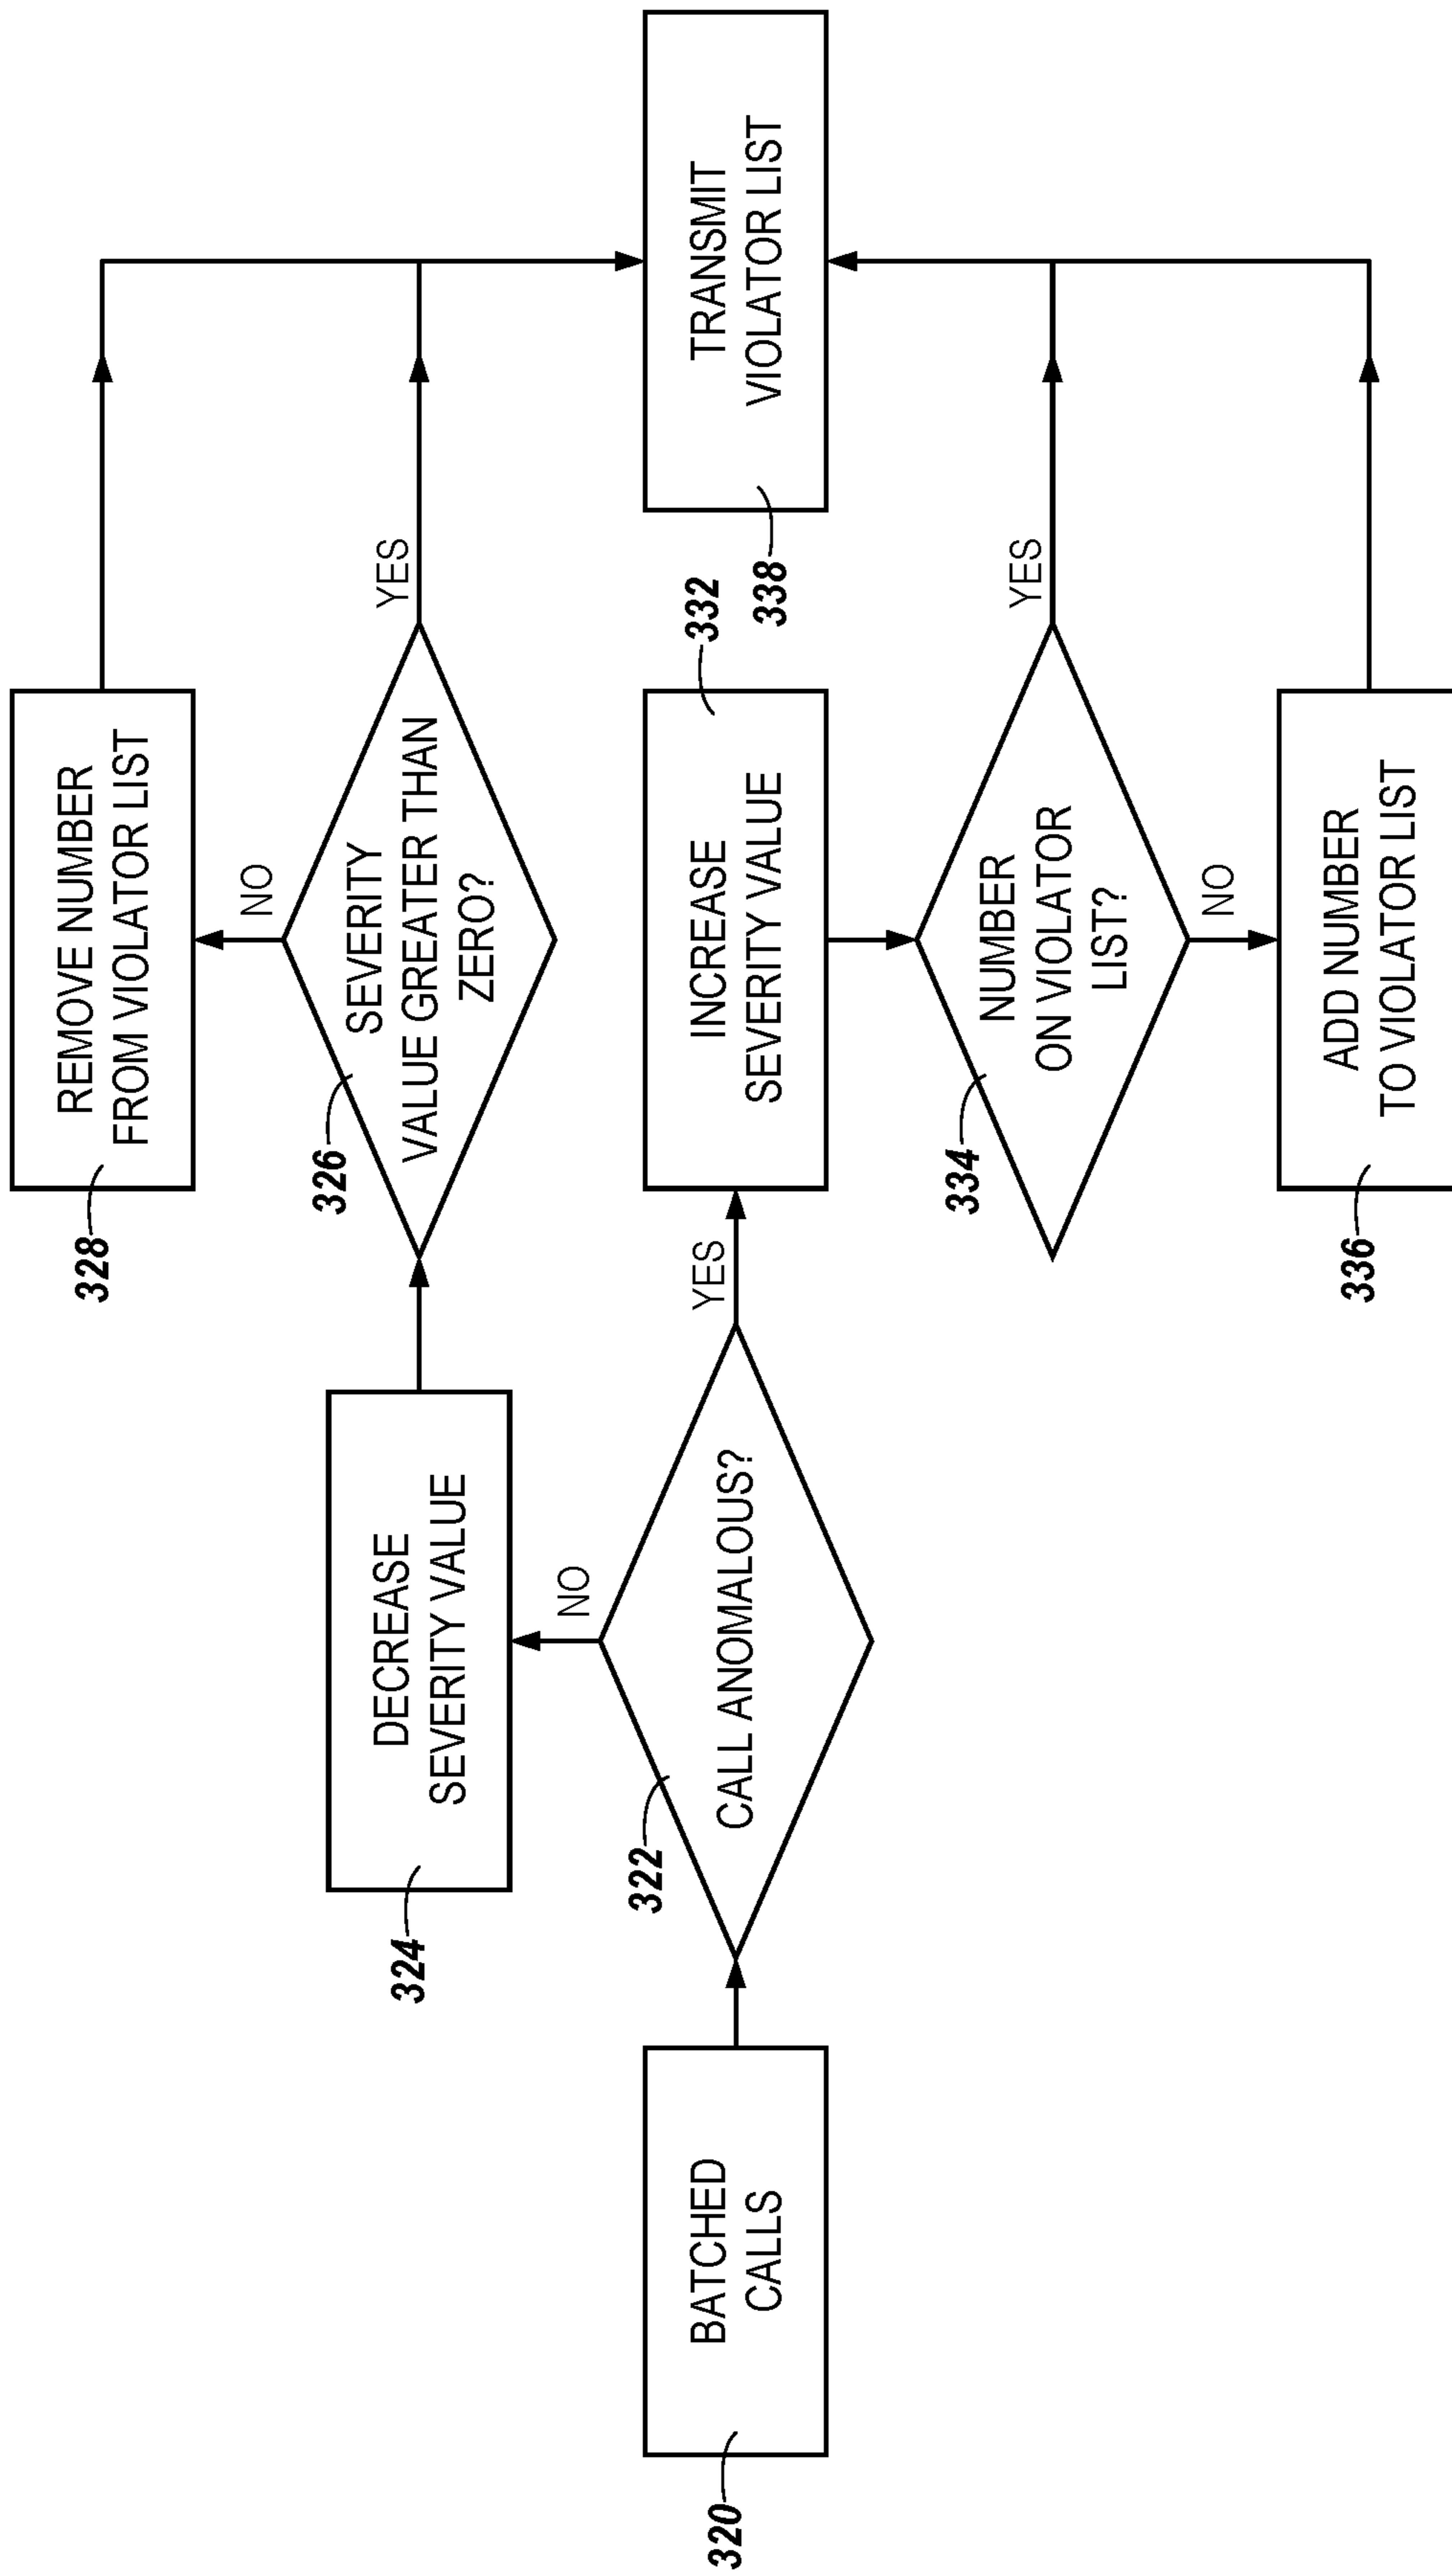 320
BATCHED
CALLS
322
CALL ANOMALOUS?
NO
YES
324
DECREASE
SEVERITY VALUE
326
SEVERITY
VALUE GREATER THAN
ZERO?
NO
YES
328
REMOVE NUMBER
FROM VIOLATOR LIST
332
INCREASE
SEVERITY VALUE
334
NUMBER
ON VIOLATOR
LIST?
YES
NO
336
ADD NUMBER
TO VIOLATOR LIST
338
TRANSMIT
VIOLATOR LIST